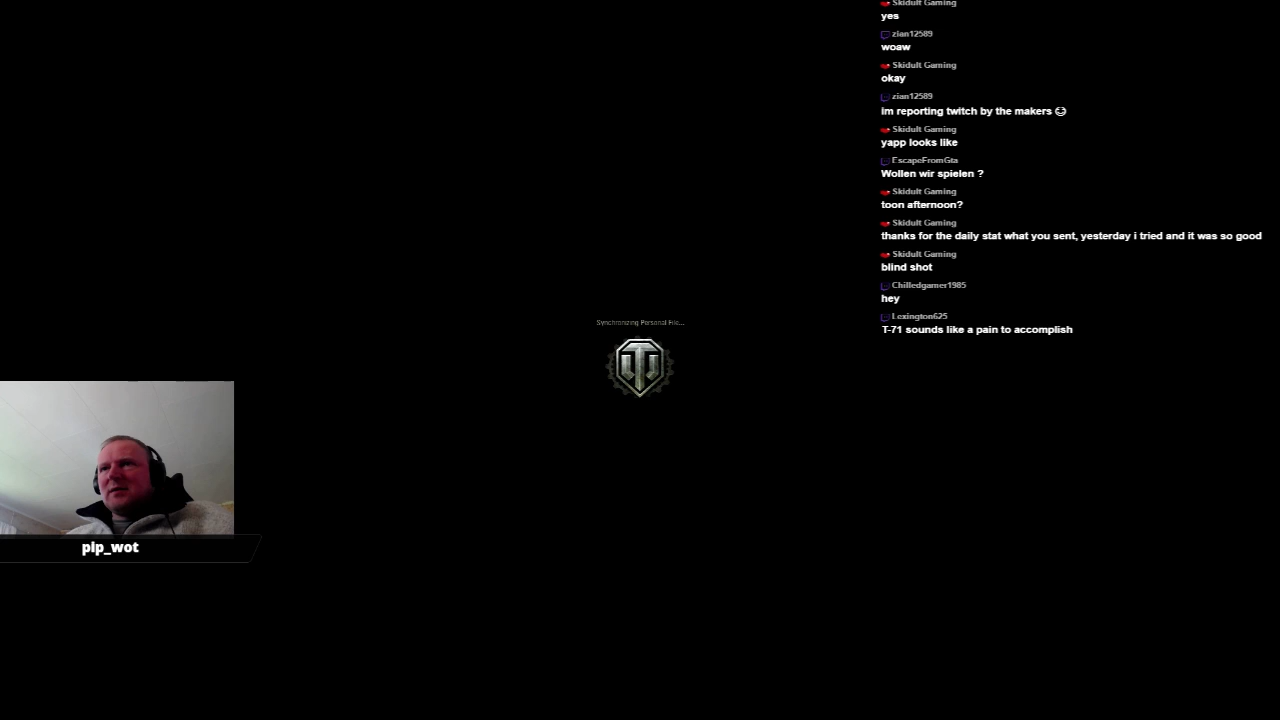 Skidult Gaming
yes
zian12589
woaw
Skidult Gaming
okay
zian12589
im reporting twitch by the makers
Skidult Gaming
yapp looks like
EscapeFromGta
Wollen wir spielen ?
Skidult Gaming
toon afternoon?
Skidult Gaming
thanks for the daily stat what you sent, yesterday i tried and it was so good
Skidult Gaming
blind shot
Chilledgamer1985
hey
Lexington625
T-71 sounds like a pain to accomplish
Synchronizing Personal File...
pip_wot